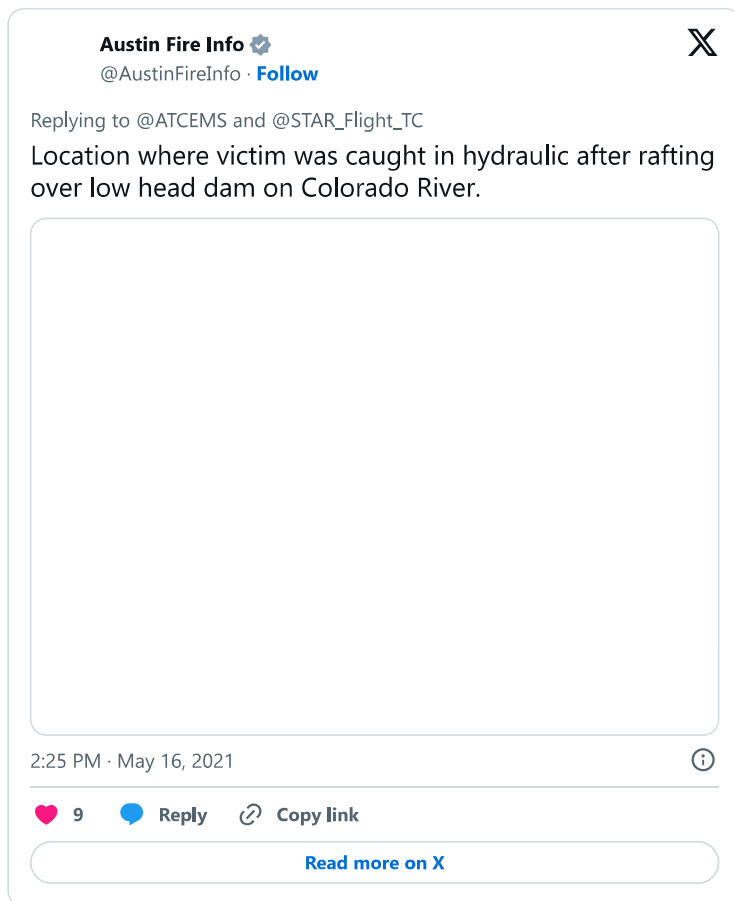 Austin Fire Info
@AustinFireInfo · Follow
Replying to @ATCEMS and @STAR_Flight_TC
Location where victim was caught in hydraulic after rafting
over low head dam on Colorado River.
2:25 PM · May 16, 2021
9 Reply Copy link
Read more on X